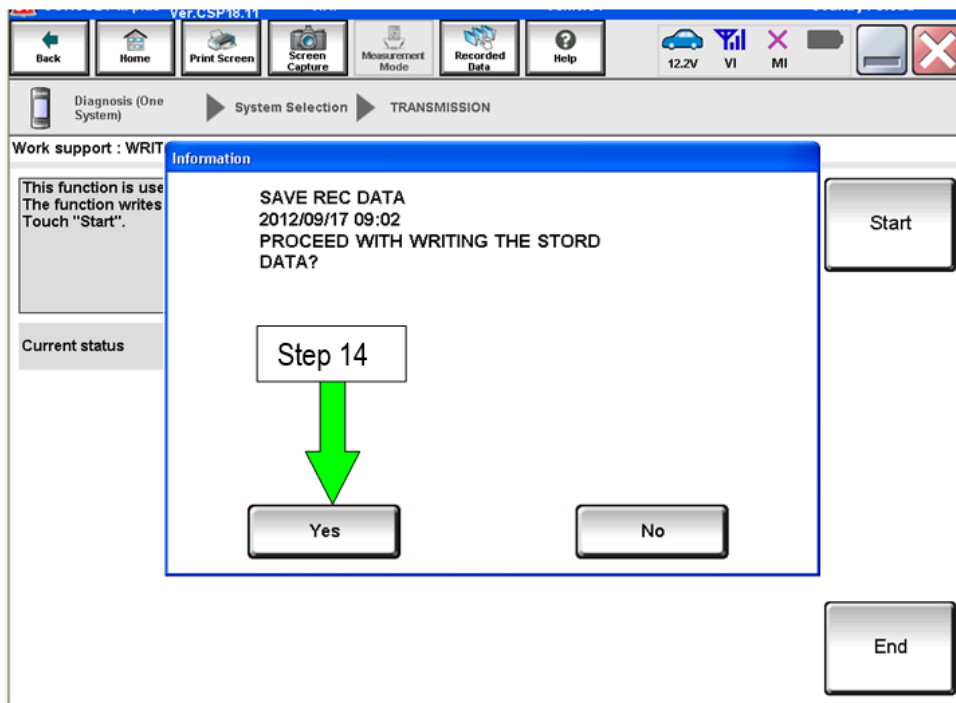 Ver.CSP18.11
Back
Home
Print Screen
Screen
Capture
Measurement
Mode
Recorded
Data
Help
12.2V
VI
MI
Diagnosis (One
System)
System Selection
TRANSMISSION
Work support : WRIT
Information
This function is use
The function writes
Touch "Start".
SAVE REC DATA
2012/09/17 09:02
PROCEED WITH WRITING THE STORD
DATA?
Start
Current status
Step 14
Yes
No
End